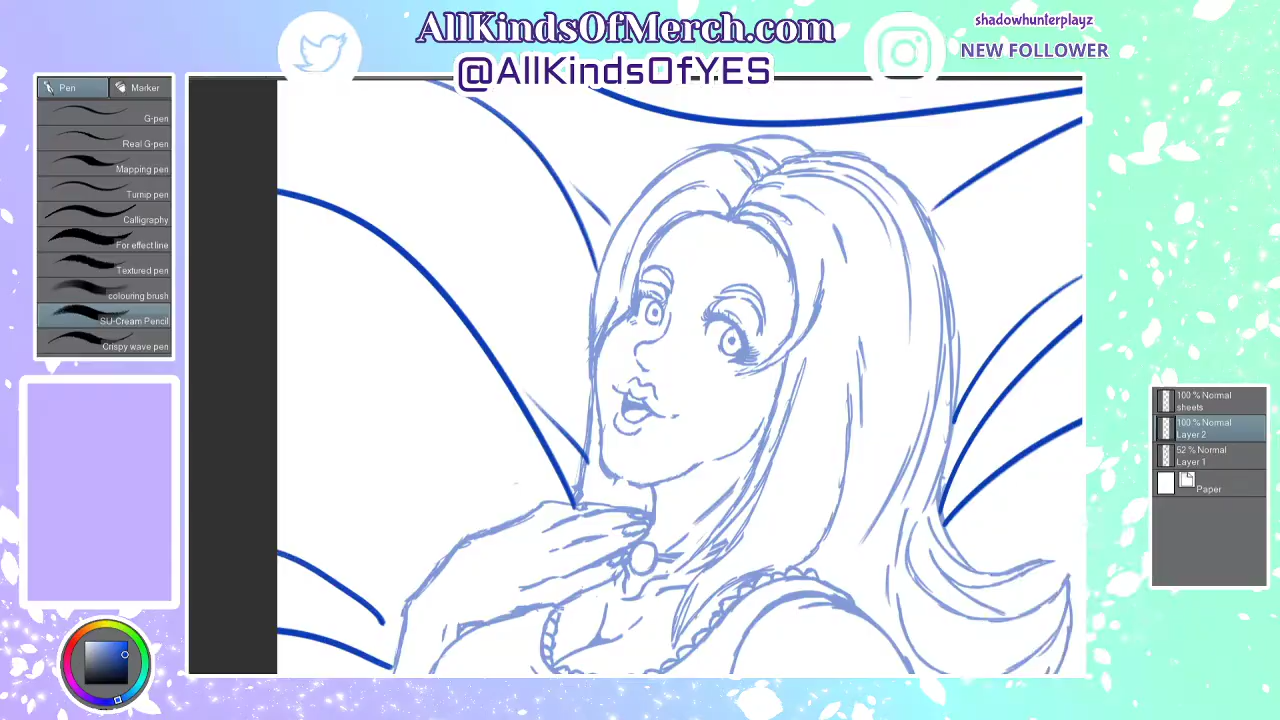 AllKindsOfMerch.com
@AllKindsOfYES
shadowhunterplayz
NEW FOLLOWER
Pen
Marker
G-pen
Real G-pen
Mapping pen
Turnip pen
Calligraphy
For effect line
Textured pen
colouring brush
SU-Cream Pencil
Crispy wave pen
100 % Normal
sheets
100 % Normal
Layer 2
52 % Normal
Layer 1
Paper